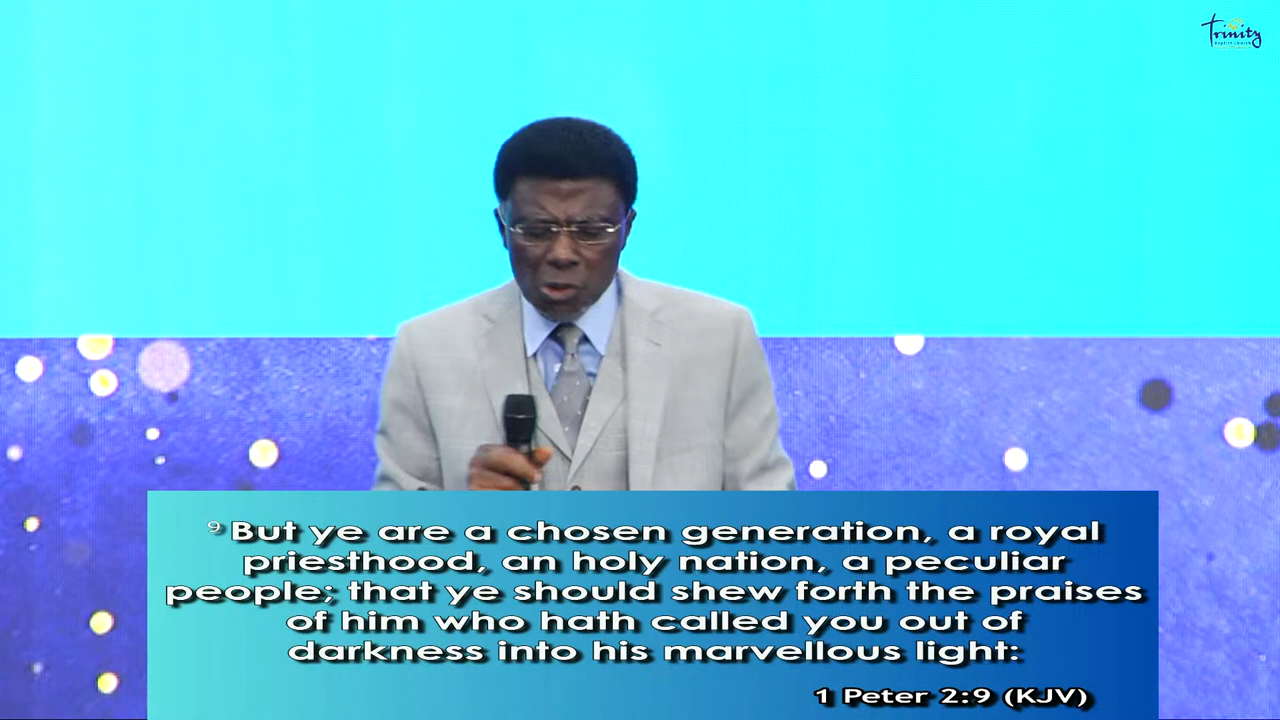 Trinity
Baptist Church
9 But ye are a chosen generation, a royal
priesthood, an holy nation, a peculiar
people; that ye should shew forth the praises
of him who hath called you out of
darkness into his marvellous light:
1 Peter 2:9 (KJV)